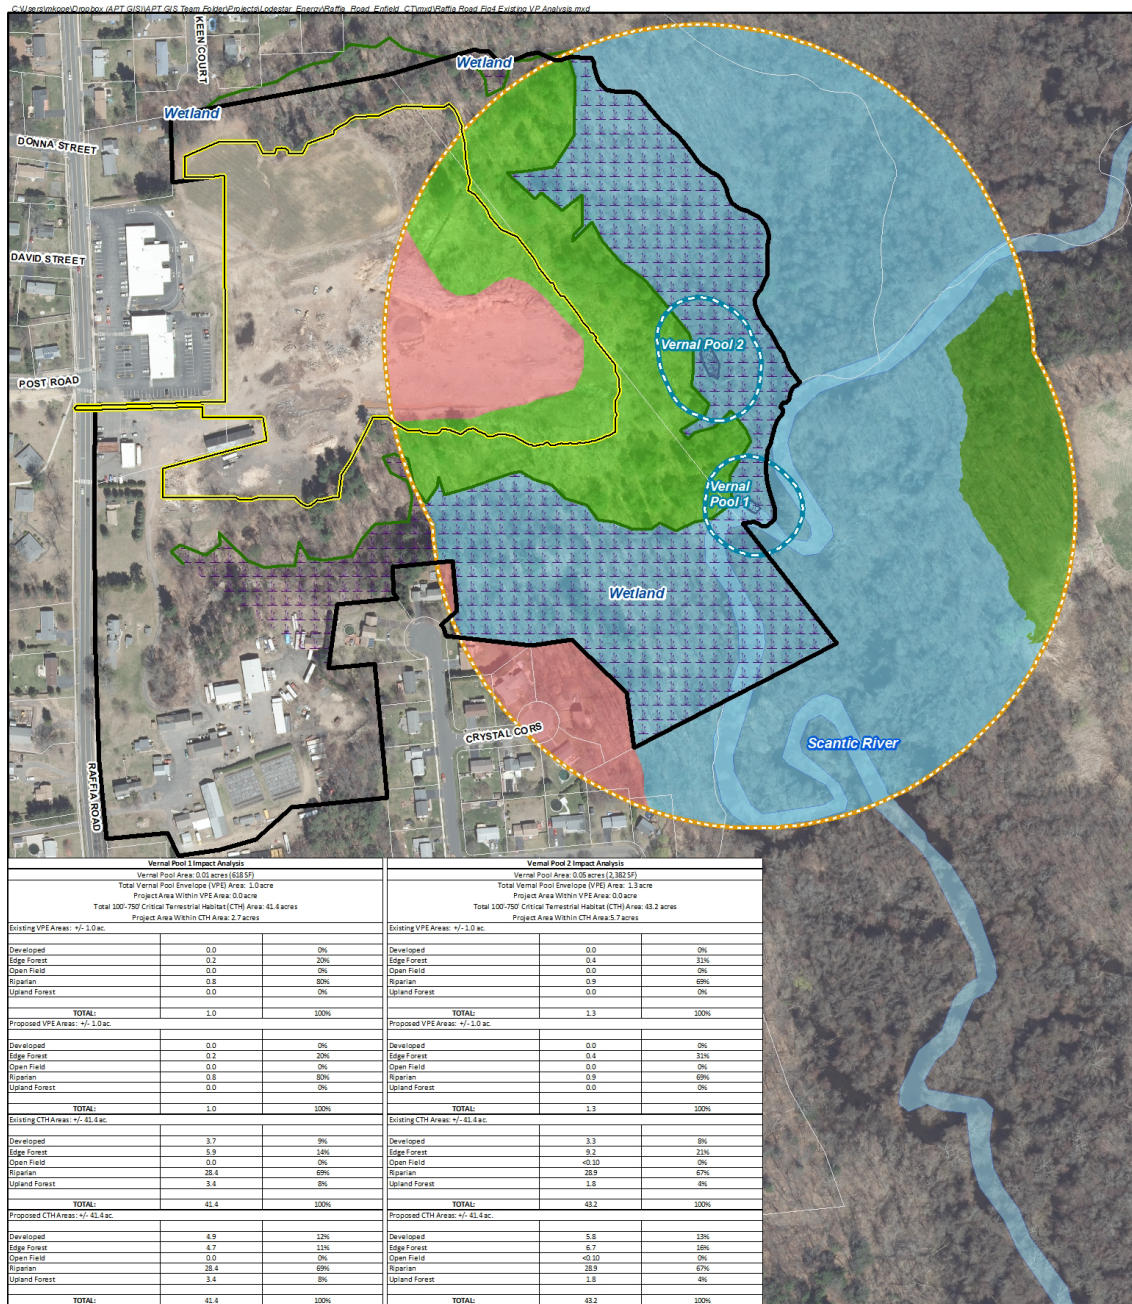 C:\Users\mkope\Dropbox (APT GIS)\APT GIS Team Folder\Projects\Lodestar_Energy\Raffia_Road_Enfield_CT\mxd\Raffia Road Fig4 Existing VP Analysis.mxd
KEEN COURT
Wetland
Wetland
DONNA STREET
DAVID STREET
POST ROAD
Vernal Pool 2
Vernal
Pool 1
Wetland
CRYSTAL CORS
Scantic River
RAFFIA ROAD
Vernal Pool 1 Impact Analysis
Vernal Pool Area: 0.01 acres (618 SF)
Total Vernal Pool Envelope (VPE) Area: 1.0 acre
Project Area Within VPE Area: 0.0 acre
Total 100'-750' Critical Terrestrial Habitat (CTH) Area: 41.4 acres
Project Area Within CTH Area: 2.7 acres
Existing VPE Areas: +/- 1.0 ac.
Developed 0.0 0%
Edge Forest 0.2 20%
Open Field 0.0 0%
Riparian 0.8 80%
Upland Forest 0.0 0%
TOTAL: 1.0 100%
Proposed VPE Areas: +/- 1.0 ac.
Developed 0.0 0%
Edge Forest 0.2 20%
Open Field 0.0 0%
Riparian 0.8 80%
Upland Forest 0.0 0%
TOTAL: 1.0 100%
Existing CTH Areas: +/- 41.4 ac.
Developed 3.7 9%
Edge Forest 5.9 14%
Open Field 0.0 0%
Riparian 28.4 69%
Upland Forest 3.4 8%
TOTAL: 41.4 100%
Proposed CTH Areas: +/- 41.4 ac.
Developed 4.9 12%
Edge Forest 4.7 11%
Open Field 0.0 0%
Riparian 28.4 69%
Upland Forest 3.4 8%
TOTAL: 41.4 100%
Vernal Pool 2 Impact Analysis
Vernal Pool Area: 0.05 acres (2,382 SF)
Total Vernal Pool Envelope (VPE) Area: 1.3 acre
Project Area Within VPE Area: 0.0 acre
Total 100'-750' Critical Terrestrial Habitat (CTH) Area: 43.2 acres
Project Area Within CTH Area: 5.7 acres
Existing VPE Areas: +/- 1.0 ac.
Developed 0.0 0%
Edge Forest 0.4 31%
Open Field 0.0 0%
Riparian 0.9 69%
Upland Forest 0.0 0%
TOTAL: 1.3 100%
Proposed VPE Areas: +/- 1.0 ac.
Developed 0.0 0%
Edge Forest 0.4 31%
Open Field 0.0 0%
Riparian 0.9 69%
Upland Forest 0.0 0%
TOTAL: 1.3 100%
Existing CTH Areas: +/- 41.4 ac.
Developed 3.3 8%
Edge Forest 9.2 21%
Open Field <0.10 0%
Riparian 28.9 67%
Upland Forest 1.8 4%
TOTAL: 43.2 100%
Proposed CTH Areas: +/- 41.4 ac.
Developed 5.8 13%
Edge Forest 6.7 16%
Open Field <0.10 0%
Riparian 28.9 67%
Upland Forest 1.8 4%
TOTAL: 43.2 100%